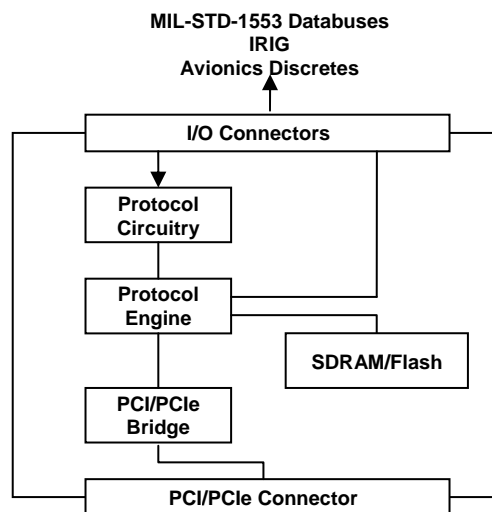 MIL-STD-1553 Databuses
IRIG
Avionics Discretes
I/O Connectors
Protocol
Circuitry
Protocol
Engine
SDRAM/Flash
PCI/PCIe
Bridge
PCI/PCIe Connector